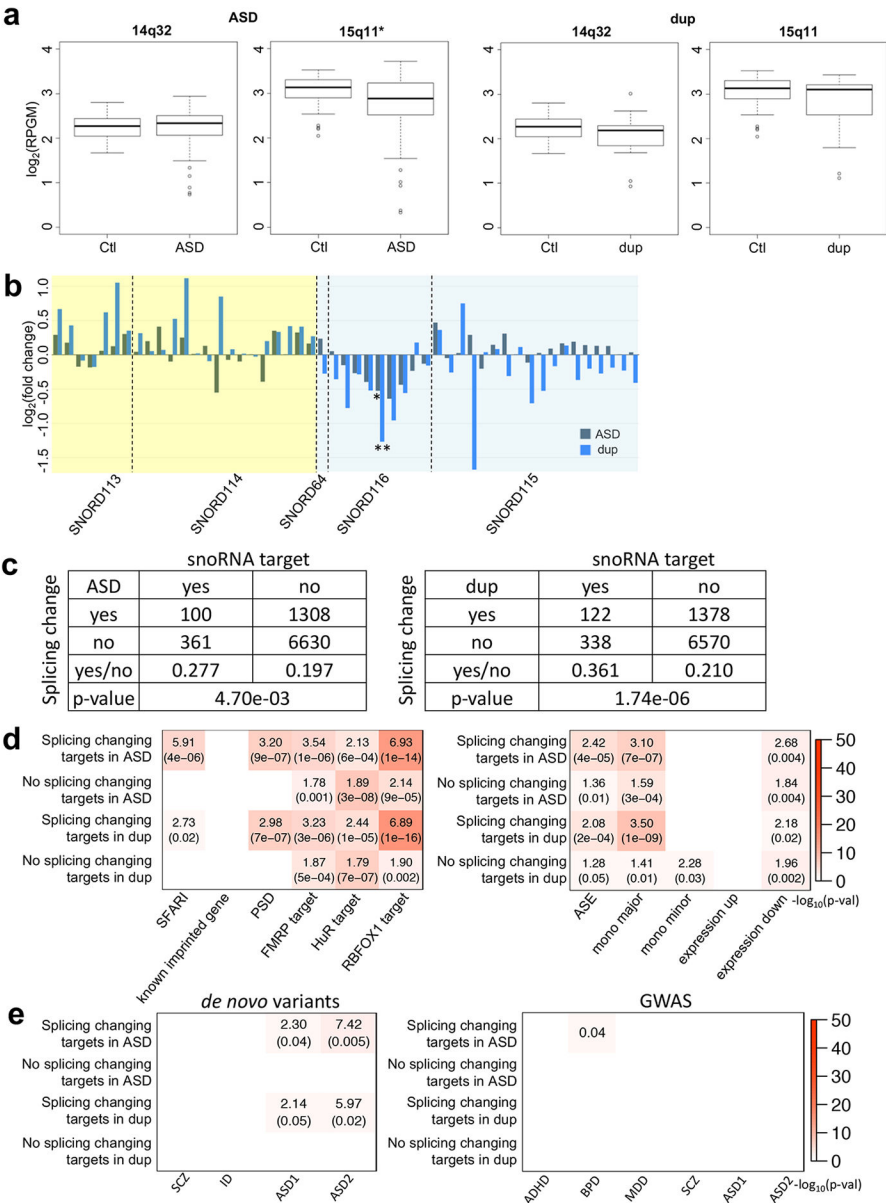 a
ASD
dup
14q32
15q11*
14q32
15q11
log2(RPGM)
0 1 2 3 4
0 1 2 3 4
0 1 2 3 4
0 1 2 3 4
Ctl ASD
Ctl ASD
Ctl dup
Ctl dup
b
log2(fold change)
1.0
0.5
0.0
-0.5
-1.0
-1.5
*
**
ASD
dup
SNORD113
SNORD114
SNORD64
SNORD116
SNORD115
c
snoRNA target
Splicing change
ASD yes no
yes 100 1308
no 361 6630
yes/no 0.277 0.197
p-value 4.70e-03
snoRNA target
Splicing change
dup yes no
yes 122 1378
no 338 6570
yes/no 0.361 0.210
p-value 1.74e-06
d
Splicing changing targets in ASD
5.91 3.20 3.54 2.13 6.93
(4e−06) (9e−07) (1e−06) (6e−04) (1e−14)
No splicing changing targets in ASD
1.78 1.89 2.14
(0.001) (3e−08) (9e−05)
Splicing changing targets in dup
2.73 2.98 3.23 2.44 6.89
(0.02) (7e−07) (3e−06) (1e−05) (1e−16)
No splicing changing targets in dup
1.87 1.79 1.90
(5e−04) (7e−07) (0.002)
SFARI
known imprinted gene
PSD
FMRP target
HuR target
RBFOX1 target
Splicing changing targets in ASD
2.42 3.10 2.68
(4e−05) (7e−07) (0.004)
No splicing changing targets in ASD
1.36 1.59 1.84
(0.01) (3e−04) (0.004)
Splicing changing targets in dup
2.08 3.50 2.18
(2e−04) (1e−09) (0.02)
No splicing changing targets in dup
1.28 1.41 2.28 1.96
(0.05) (0.01) (0.03) (0.002)
ASE
mono major
mono minor
expression up
expression down
50
40
30
20
10
0
-log10(p-val)
e
de novo variants
Splicing changing targets in ASD
2.30 7.42
(0.04) (0.005)
No splicing changing targets in ASD
Splicing changing targets in dup
2.14 5.97
(0.05) (0.02)
No splicing changing targets in dup
SCZ
ID
ASD1
ASD2
GWAS
Splicing changing targets in ASD
0.04
No splicing changing targets in ASD
Splicing changing targets in dup
No splicing changing targets in dup
ADHD
BPD
MDD
SCZ
ASD1
ASD2
50
40
30
20
10
0
-log10(p-val)